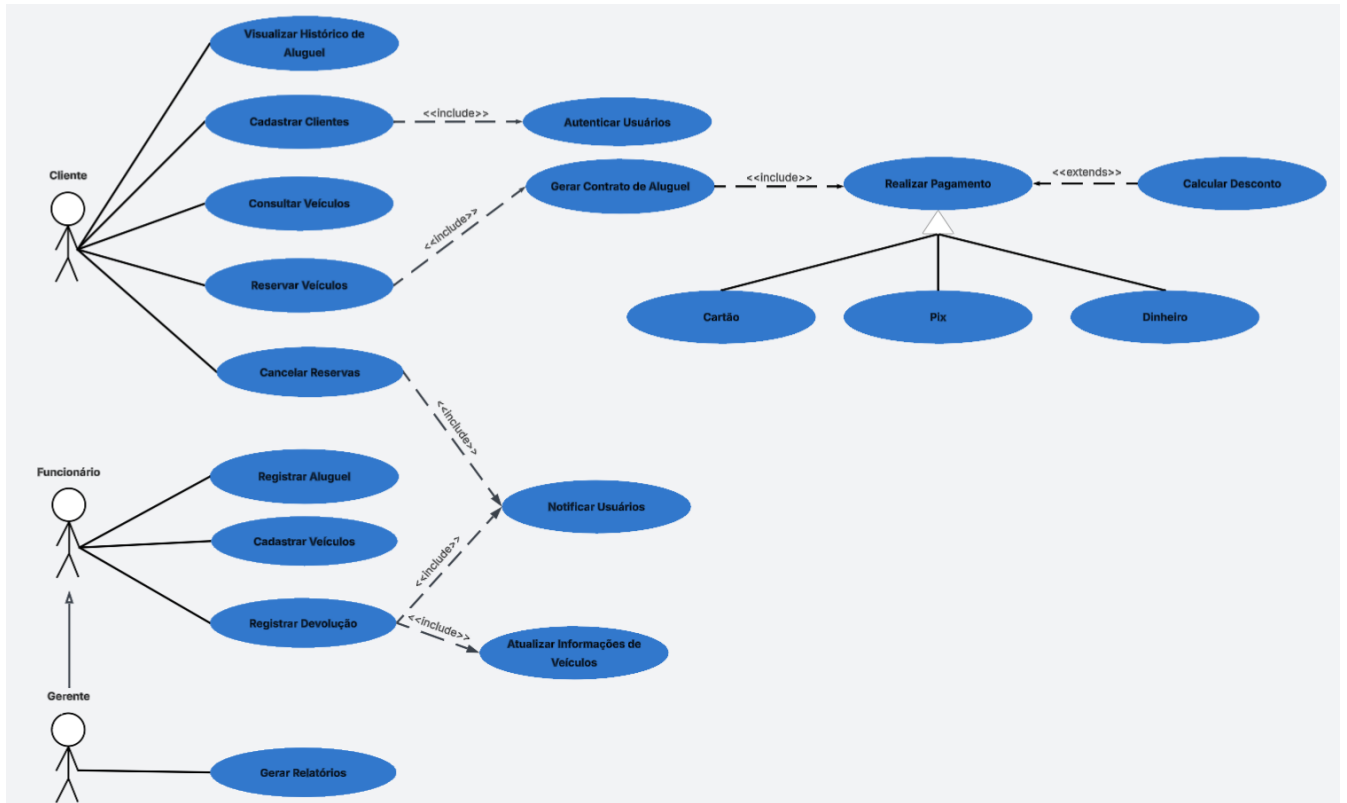 Visualizar Histórico de
Aluguel
Cadastrar Clientes
<<include>>
Autenticar Usuários
Cliente
Consultar Veículos
<<include>>
Gerar Contrato de Aluguel
<<include>>
Realizar Pagamento
<<extends>>
Calcular Desconto
Reservar Veículos
Cartão
Pix
Dinheiro
Cancelar Reservas
<<include>>
Funcionário
Registrar Aluguel
Notificar Usuários
Cadastrar Veículos
<<include>>
Registrar Devolução
<<include>>
Atualizar Informações de
Veículos
Gerente
Gerar Relatórios